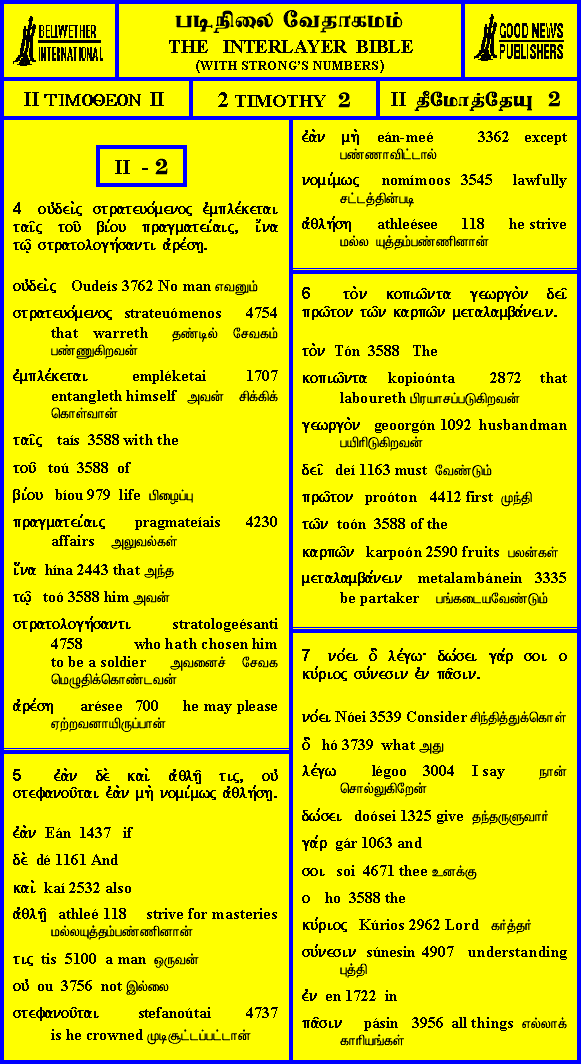 BELLWETHER
INTERNATIONAL
படிநிலை வேதாகமம்
THE INTERLAYER BIBLE
(WITH STRONG'S NUMBERS)
GOOD NEWS
PUBLISHERS
II ΤΙΜΟΘΕΟΝ II
2 TIMOTHY 2
II தீமோத்தேயு 2
II - 2
4 οὐδεὶς στρατευόμενος ἐμπλέκεται
ταῖς τοῦ βίου πραγματείαις, ἵνα
τῷ στρατολογήσαντι ἀρέσῃ.
οὐδεὶς Oudeís 3762 No man எவனும்
στρατευόμενος strateuómenos 4754
that warreth தண்டில் சேவகம்
பண்ணுகிறவன்
ἐμπλέκεται empléketai 1707
entangleth himself அவன் சிக்கிக்
கொள்வான்
ταῖς taís 3588 with the
τοῦ toú 3588 of
βίου bíou 979 life பிழைப்பு
πραγματείαις pragmateíais 4230
affairs அலுவல்கள்
ἵνα hína 2443 that அந்த
τῷ toó 3588 him அவன்
στρατολογήσαντι stratologeésanti
4758 who hath chosen him
to be a soldier அவனைச் சேவக
மெழுதிக்கொண்டவன்
ἀρέσῃ arésee 700 he may please
ஏற்றவனாயிருப்பான்
5 ἐὰν δὲ καὶ ἀθλῇ τις, οὐ
στεφανοῦται ἐὰν μὴ νομίμως ἀθλήσῃ.
ἐὰν Eán 1437 if
δὲ dé 1161 And
καὶ kaí 2532 also
ἀθλῇ athleé 118 strive for masteries
மல்லயுத்தம்பண்ணினான்
τις tis 5100 a man ஒருவன்
οὐ ou 3756 not இல்லை
στεφανοῦται stefanoútai 4737
is he crowned முடிசூட்டப்பட்டான்
ἐὰν μὴ eán-meé 3362 except
பண்ணாவிட்டால்
νομίμως nomímoos 3545 lawfully
சட்டத்தின்படி
ἀθλήσῃ athleésee 118 he strive
மல்ல யுத்தம்பண்ணினான்
6 τὸν κοπιῶντα γεωργὸν δεῖ
πρῶτον τῶν καρπῶν μεταλαμβάνειν.
τὸν Tón 3588 The
κοπιῶντα kopioónta 2872 that
laboureth பிரயாசப்படுகிறவன்
γεωργὸν geoorgón 1092 husbandman
பயிரிடுகிறவன்
δεῖ deí 1163 must வேண்டும்
πρῶτον proóton 4412 first முந்தி
τῶν toón 3588 of the
καρπῶν karpoón 2590 fruits பலன்கள்
μεταλαμβάνειν metalambánein 3335
be partaker பங்கடையவேண்டும்
7 νόει ὃ λέγω· δώσει γάρ σοι ο
κύριος σύνεσιν ἐν πᾶσιν.
νόει Nóei 3539 Consider சிந்தித்துக்கொள்
ὃ hó 3739 what அது
λέγω légoo 3004 I say நான்
சொல்லுகிறேன்
δώσει doósei 1325 give தந்தருளுவார்
γάρ gár 1063 and
σοι soi 4671 thee உனக்கு
ο ho 3588 the
κύριος Kúrios 2962 Lord கர்த்தர்
σύνεσιν súnesin 4907 understanding
புத்தி
ἐν en 1722 in
πᾶσιν pásin 3956 all things எல்லாக்
காரியங்கள்